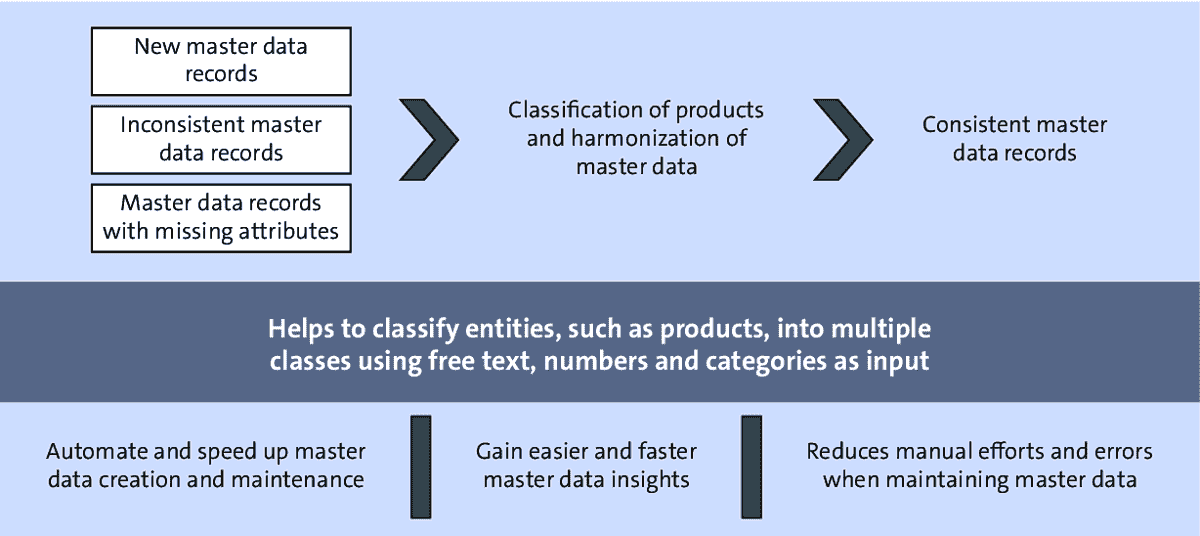 New master data
records
Inconsistent master
data records
Master data records
with missing attributes
Classification of products
and harmonization of
master data
Consistent master
data records
Helps to classify entities, such as products, into multiple
classes using free text, numbers and categories as input
Automate and speed up master
data creation and maintenance
Gain easier and faster
master data insights
Reduces manual efforts and errors
when maintaining master data